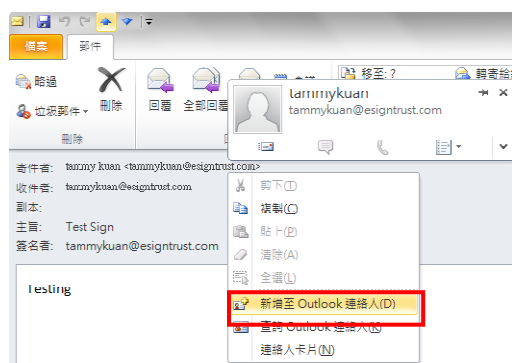 檔案 郵件
略過
垃圾郵件
刪除
回覆
全部回覆
移至: ?
轉寄給
刪除
tammykuan
tammykuan@esigntrust.com
寄件者: tammy kuan <tammykuan@esigntrust.com>
收件者: tammykuan@esigntrust.com
副本:
主旨: Test Sign
簽名者: tammykuan@esigntrust.com
Testing
剪下(T)
複製(C)
貼上(P)
清除(A)
全選(L)
新增至 Outlook 連絡人(D)
查詢 Outlook 連絡人(K)
連絡人卡片(N)